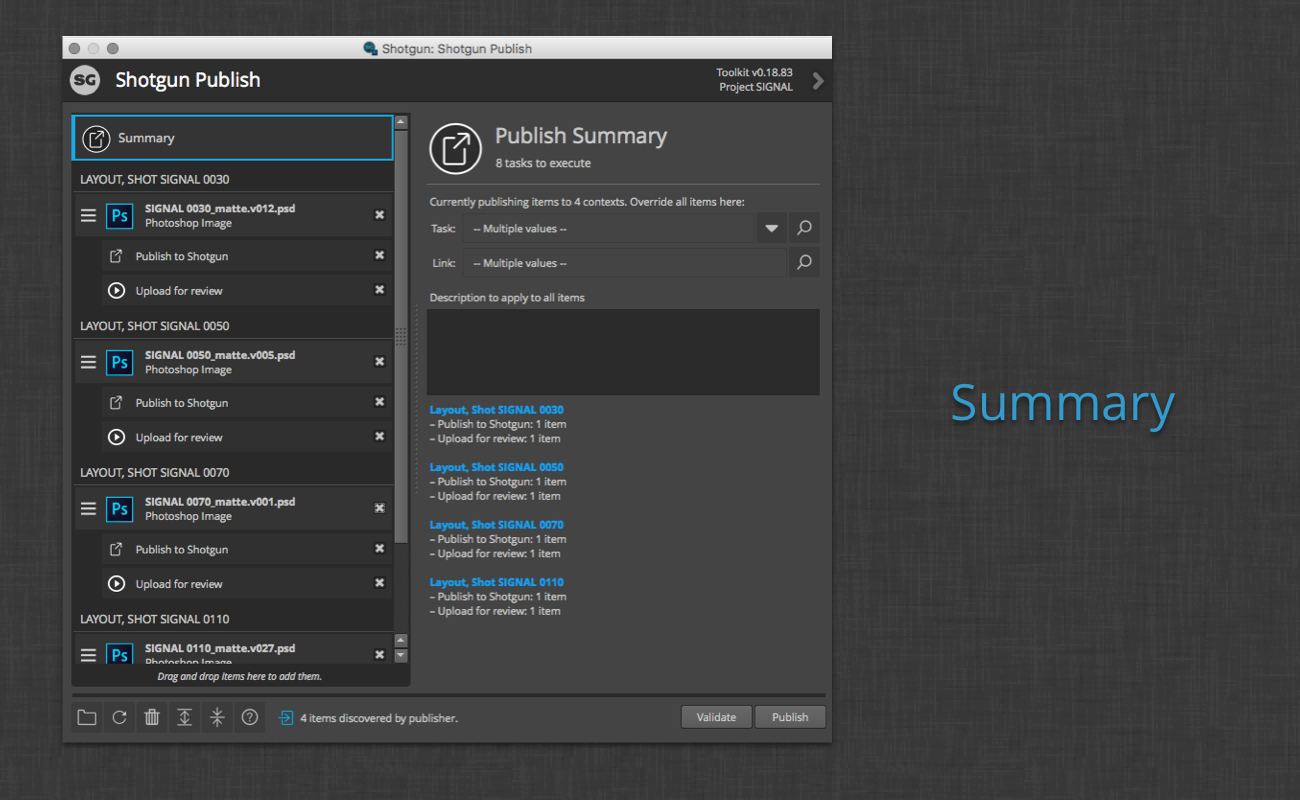 Shotgun: Shotgun Publish
SG
Shotgun Publish
Toolkit v0.18.83
Project SIGNAL
Summary
LAYOUT, SHOT SIGNAL 0030
Ps
SIGNAL 0030_matte.v012.psd
Photoshop Image
Publish to Shotgun
Upload for review
LAYOUT, SHOT SIGNAL 0050
Ps
SIGNAL 0050_matte.v005.psd
Photoshop Image
Publish to Shotgun
Upload for review
LAYOUT, SHOT SIGNAL 0070
Ps
SIGNAL 0070_matte.v001.psd
Photoshop Image
Publish to Shotgun
Upload for review
LAYOUT, SHOT SIGNAL 0110
Ps
SIGNAL 0110_matte.v027.psd
Photoshop Image
Drag and drop items here to add them.
Publish Summary
8 tasks to execute
Currently publishing items to 4 contexts. Override all items here:
Task: -- Multiple values --
Link: -- Multiple values --
Description to apply to all items
Layout, Shot SIGNAL 0030
– Publish to Shotgun: 1 item
– Upload for review: 1 item
Layout, Shot SIGNAL 0050
– Publish to Shotgun: 1 item
– Upload for review: 1 item
Layout, Shot SIGNAL 0070
– Publish to Shotgun: 1 item
– Upload for review: 1 item
Layout, Shot SIGNAL 0110
– Publish to Shotgun: 1 item
– Upload for review: 1 item
4 items discovered by publisher.
Validate
Publish
Summary